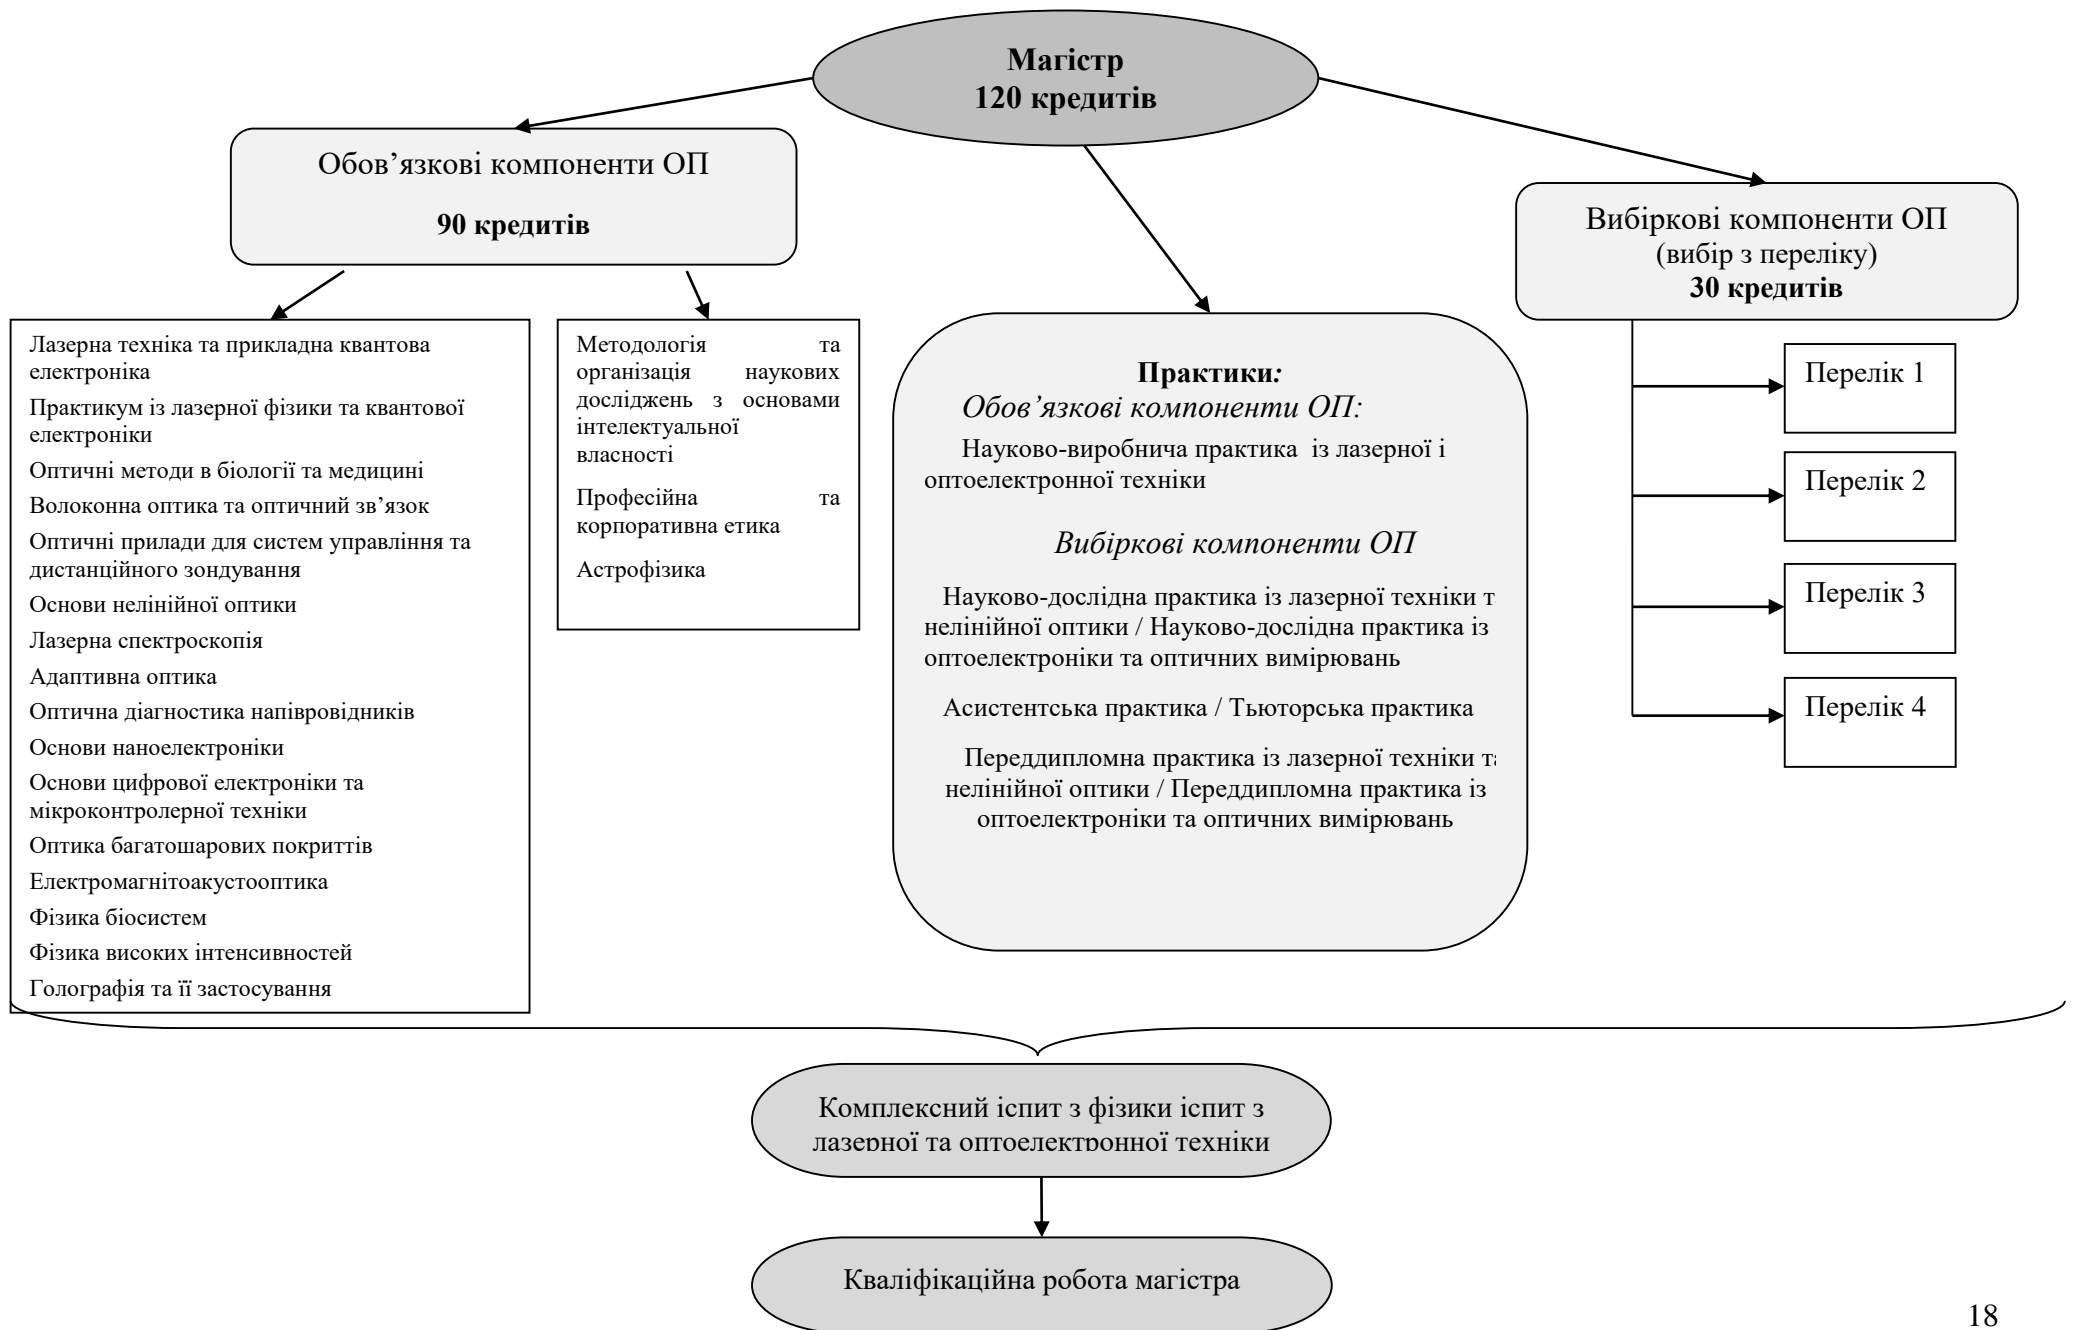 Магістр
120 кредитів
Обов’язкові компоненти ОП
90 кредитів
Вибіркові компоненти ОП
(вибір з переліку)
30 кредитів
Лазерна техніка та прикладна квантова
електроніка
Практикум із лазерної фізики та квантової
електроніки
Оптичні методи в біології та медицині
Волоконна оптика та оптичний зв’язок
Оптичні прилади для систем управління та
дистанційного зондування
Основи нелінійної оптики
Лазерна спектроскопія
Адаптивна оптика
Оптична діагностика напівровідників
Основи наноелектроніки
Основи цифрової електроніки та
мікроконтролерної техніки
Оптика багатошарових покриттів
Електромагнітоакустооптика
Фізика біосистем
Фізика високих інтенсивностей
Голографія та її застосування
Методологія та
організація наукових
досліджень з основами
інтелектуальної
власності
Професійна та
корпоративна етика
Астрофізика
Практики:
Обов’язкові компоненти ОП:
Науково-виробнича практика із лазерної і
оптоелектронної техніки
Вибіркові компоненти ОП
Науково-дослідна практика із лазерної техніки т
нелінійної оптики / Науково-дослідна практика із
оптоелектроніки та оптичних вимірювань
Асистентська практика / Тьюторська практика
Переддипломна практика із лазерної техніки та
нелінійної оптики / Переддипломна практика із
оптоелектроніки та оптичних вимірювань
Перелік 1
Перелік 2
Перелік 3
Перелік 4
Комплексний іспит з фізики іспит з
лазерної та оптоелектронної техніки
Кваліфікаційна робота магістра
18